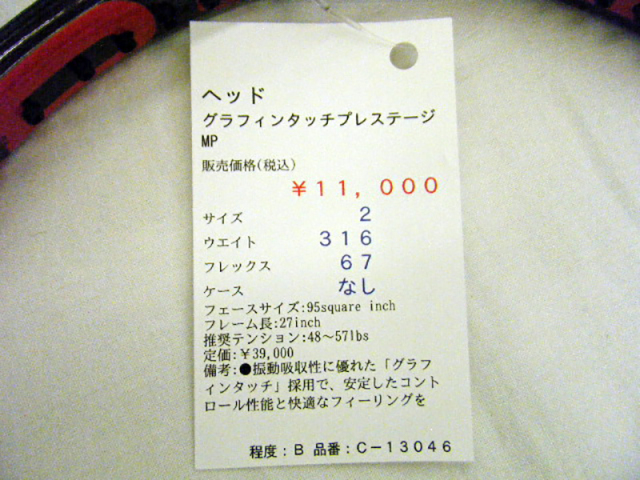 ヘッド
グラフィンタッチプレステージ
MP
販売価格(税込)
￥１１，０００
サイズ ２
ウエイト ３１６
フレックス ６７
ケース なし
フェースサイズ:95square inch
フレーム長:27inch
推奨テンション:48～57lbs
定価:￥39,000
備考:●振動吸収性に優れた「グラフ
ィンタッチ」採用で、安定したコント
ロール性能と快適なフィーリングを
程度：Ｂ 品番：Ｃ－１３０４６